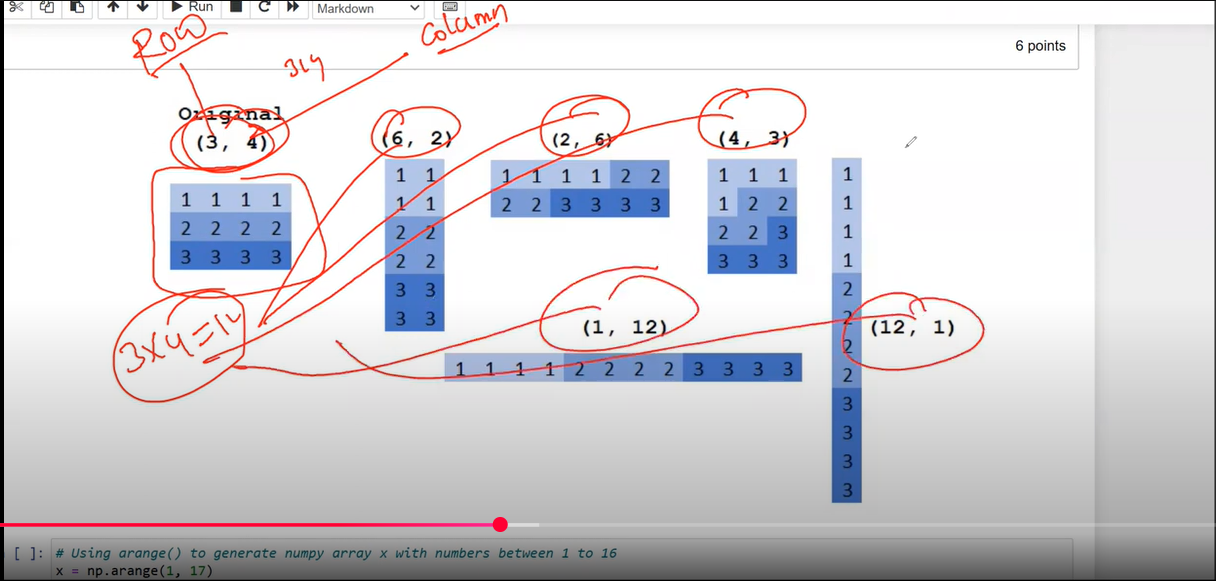 Run
Markdown
Row
Column
6 points
3,4
Original
(3, 4)
(6, 2)
(2, 6)
(4, 3)
1 1 1 1
2 2 2 2
3 3 3 3
1 1
1 1
2 2
2 2
3 3
3 3
1 1 1 1 2 2
2 2 3 3 3 3
1 1 1
1 2 2
2 2 3
3 3 3
1
1
1
1
2
2
2
2
3
3
3
3
3x4=12
(1, 12)
(12, 1)
1 1 1 1 2 2 2 2 3 3 3 3
[ ]: # Using arange() to generate numpy array x with numbers between 1 to 16
x = np.arange(1, 17)